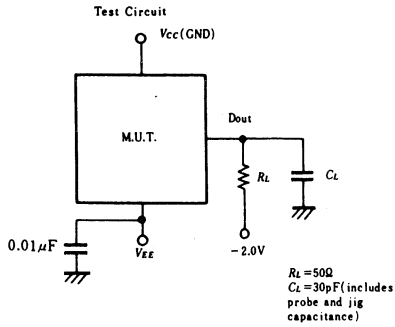 Test Circuit
Vcc(GND)
M.U.T.
Dout
RL
CL
0.01μF
VEE
-2.0V
RL=50Ω
CL=30pF(includes
probe and jig
capacitance)